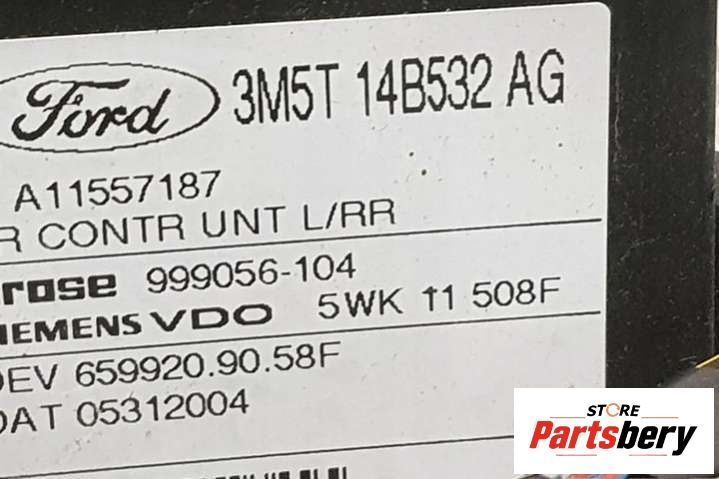 Ford 3M5T 14B532 AG
A11557187
R CONTR UNT L/RR
rose 999056-104
IEMENS VDO 5WK 11 508F
DEV 659920.90.58F
DAT 05312004
STORE
Partsbery